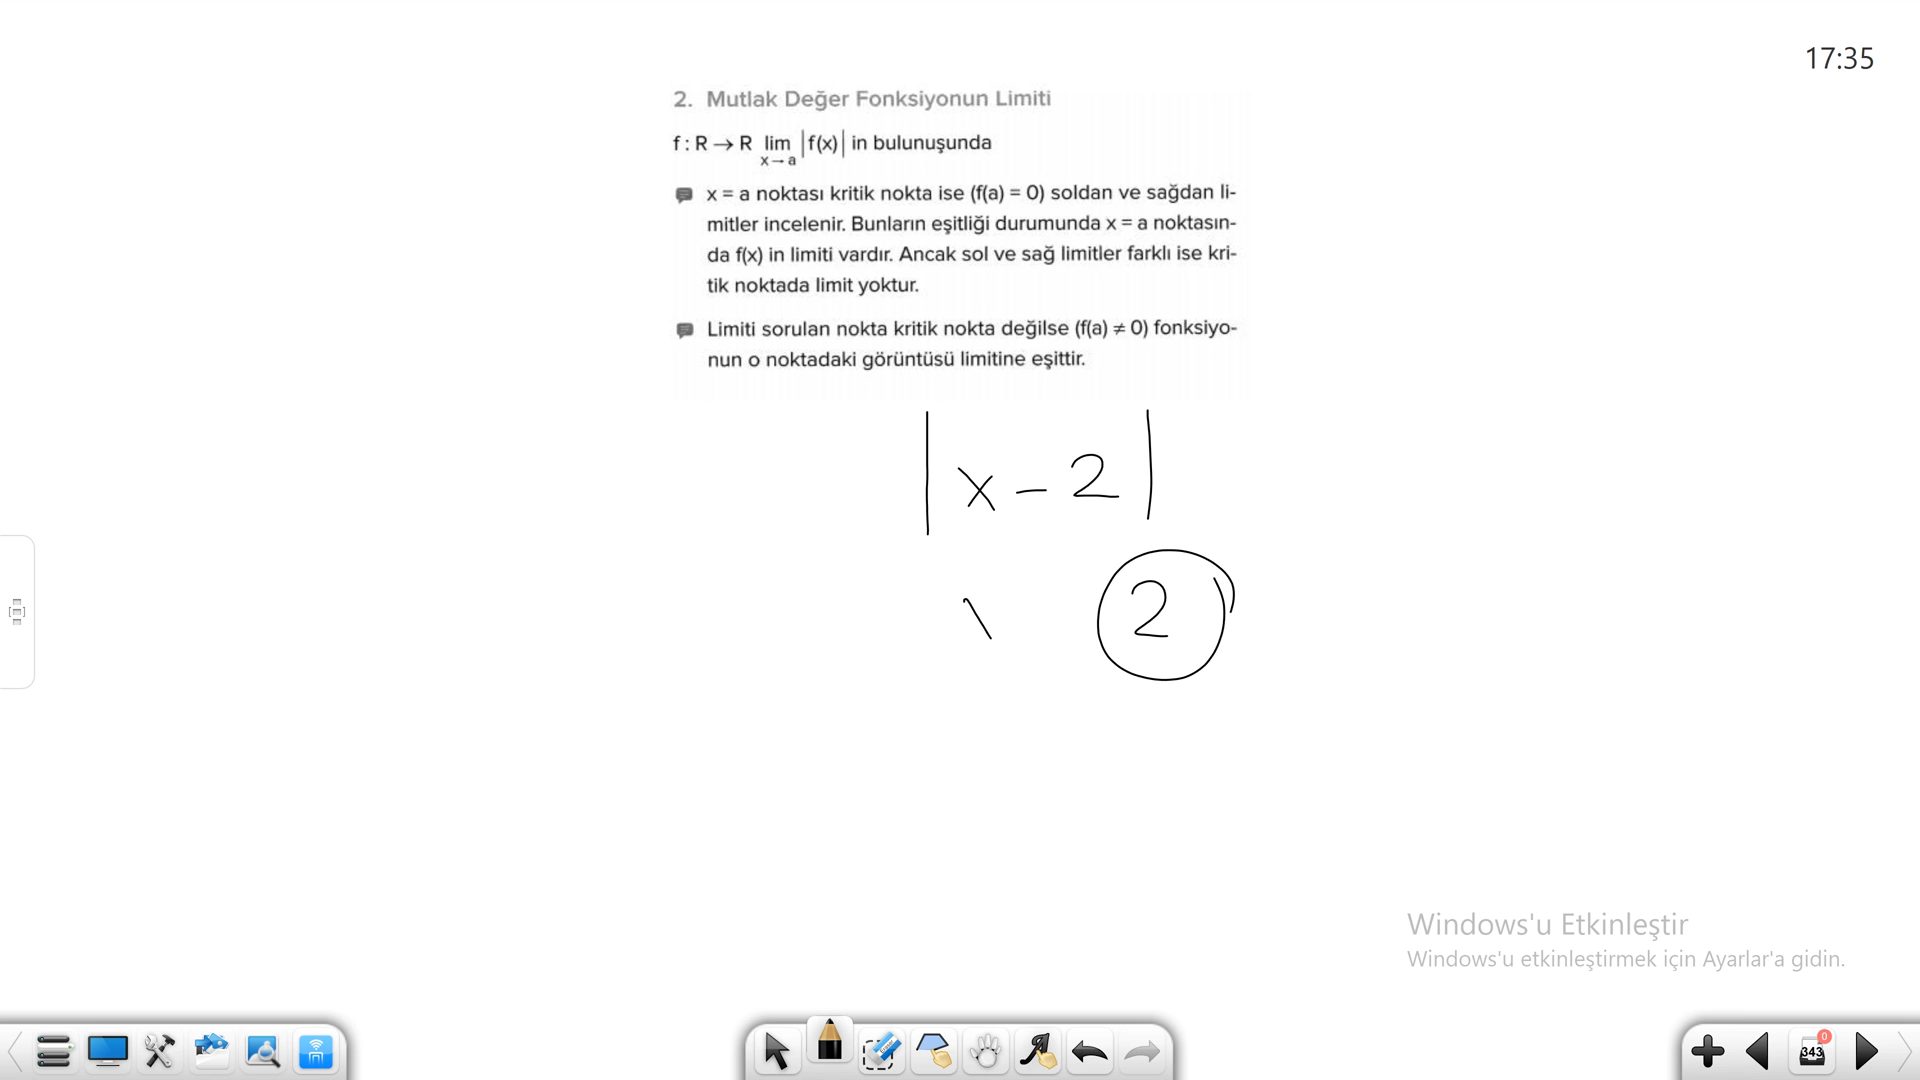 17:35
2. Mutlak Değer Fonksiyonun Limiti
f : R → R lim |f(x)| in bulunuşunda
x → a
x = a noktası kritik nokta ise (f(a) = 0) soldan ve sağdan li-
mitler incelenir. Bunların eşitliği durumunda x = a noktasın-
da f(x) in limiti vardır. Ancak sol ve sağ limitler farklı ise kri-
tik noktada limit yoktur.
Limiti sorulan nokta kritik nokta değilse (f(a) ≠ 0) fonksiyo-
nun o noktadaki görüntüsü limitine eşittir.
|x - 2|
\ 2
Windows'u Etkinleştir
Windows'u etkinleştirmek için Ayarlar'a gidin.
0
343